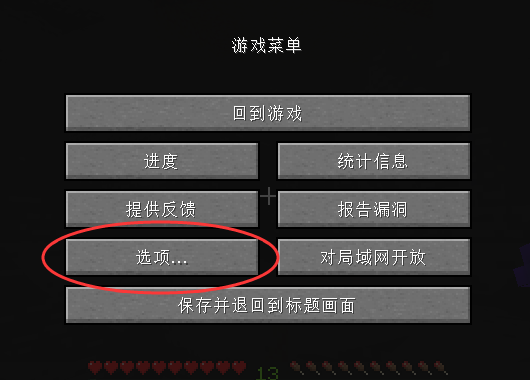 游戏菜单
回到游戏
进度
统计信息
提供反馈
报告漏洞
选项...
对局域网开放
保存并退回到标题画面
13